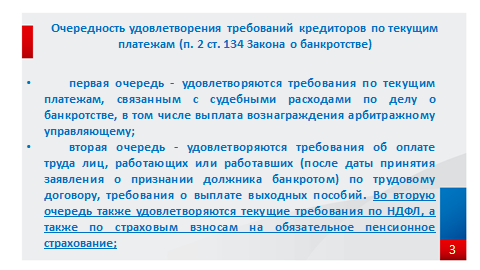 Очередность удовлетворения требований кредиторов по текущим
платежам (п. 2 ст. 134 Закона о банкротстве)
• первая очередь - удовлетворяются требования по текущим
платежам, связанным с судебными расходами по делу о
банкротстве, в том числе выплата вознаграждения арбитражному
управляющему;
• вторая очередь - удовлетворяются требования об оплате
труда лиц, работающих или работавших (после даты принятия
заявления о признании должника банкротом) по трудовому
договору, требования о выплате выходных пособий. Во вторую
очередь также удовлетворяются текущие требования по НДФЛ, а
также по страховым взносам на обязательное пенсионное
страхование;
3